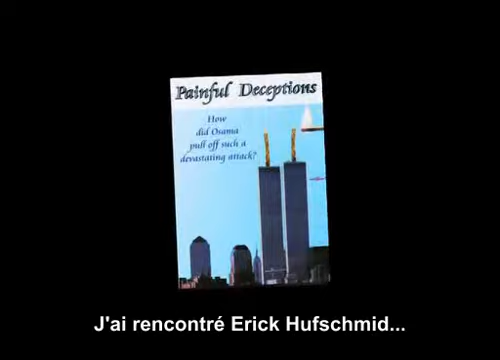 Painful Deceptions
How
did Osama
pull off such a
devastating attack?
J'ai rencontré Erick Hufschmid...